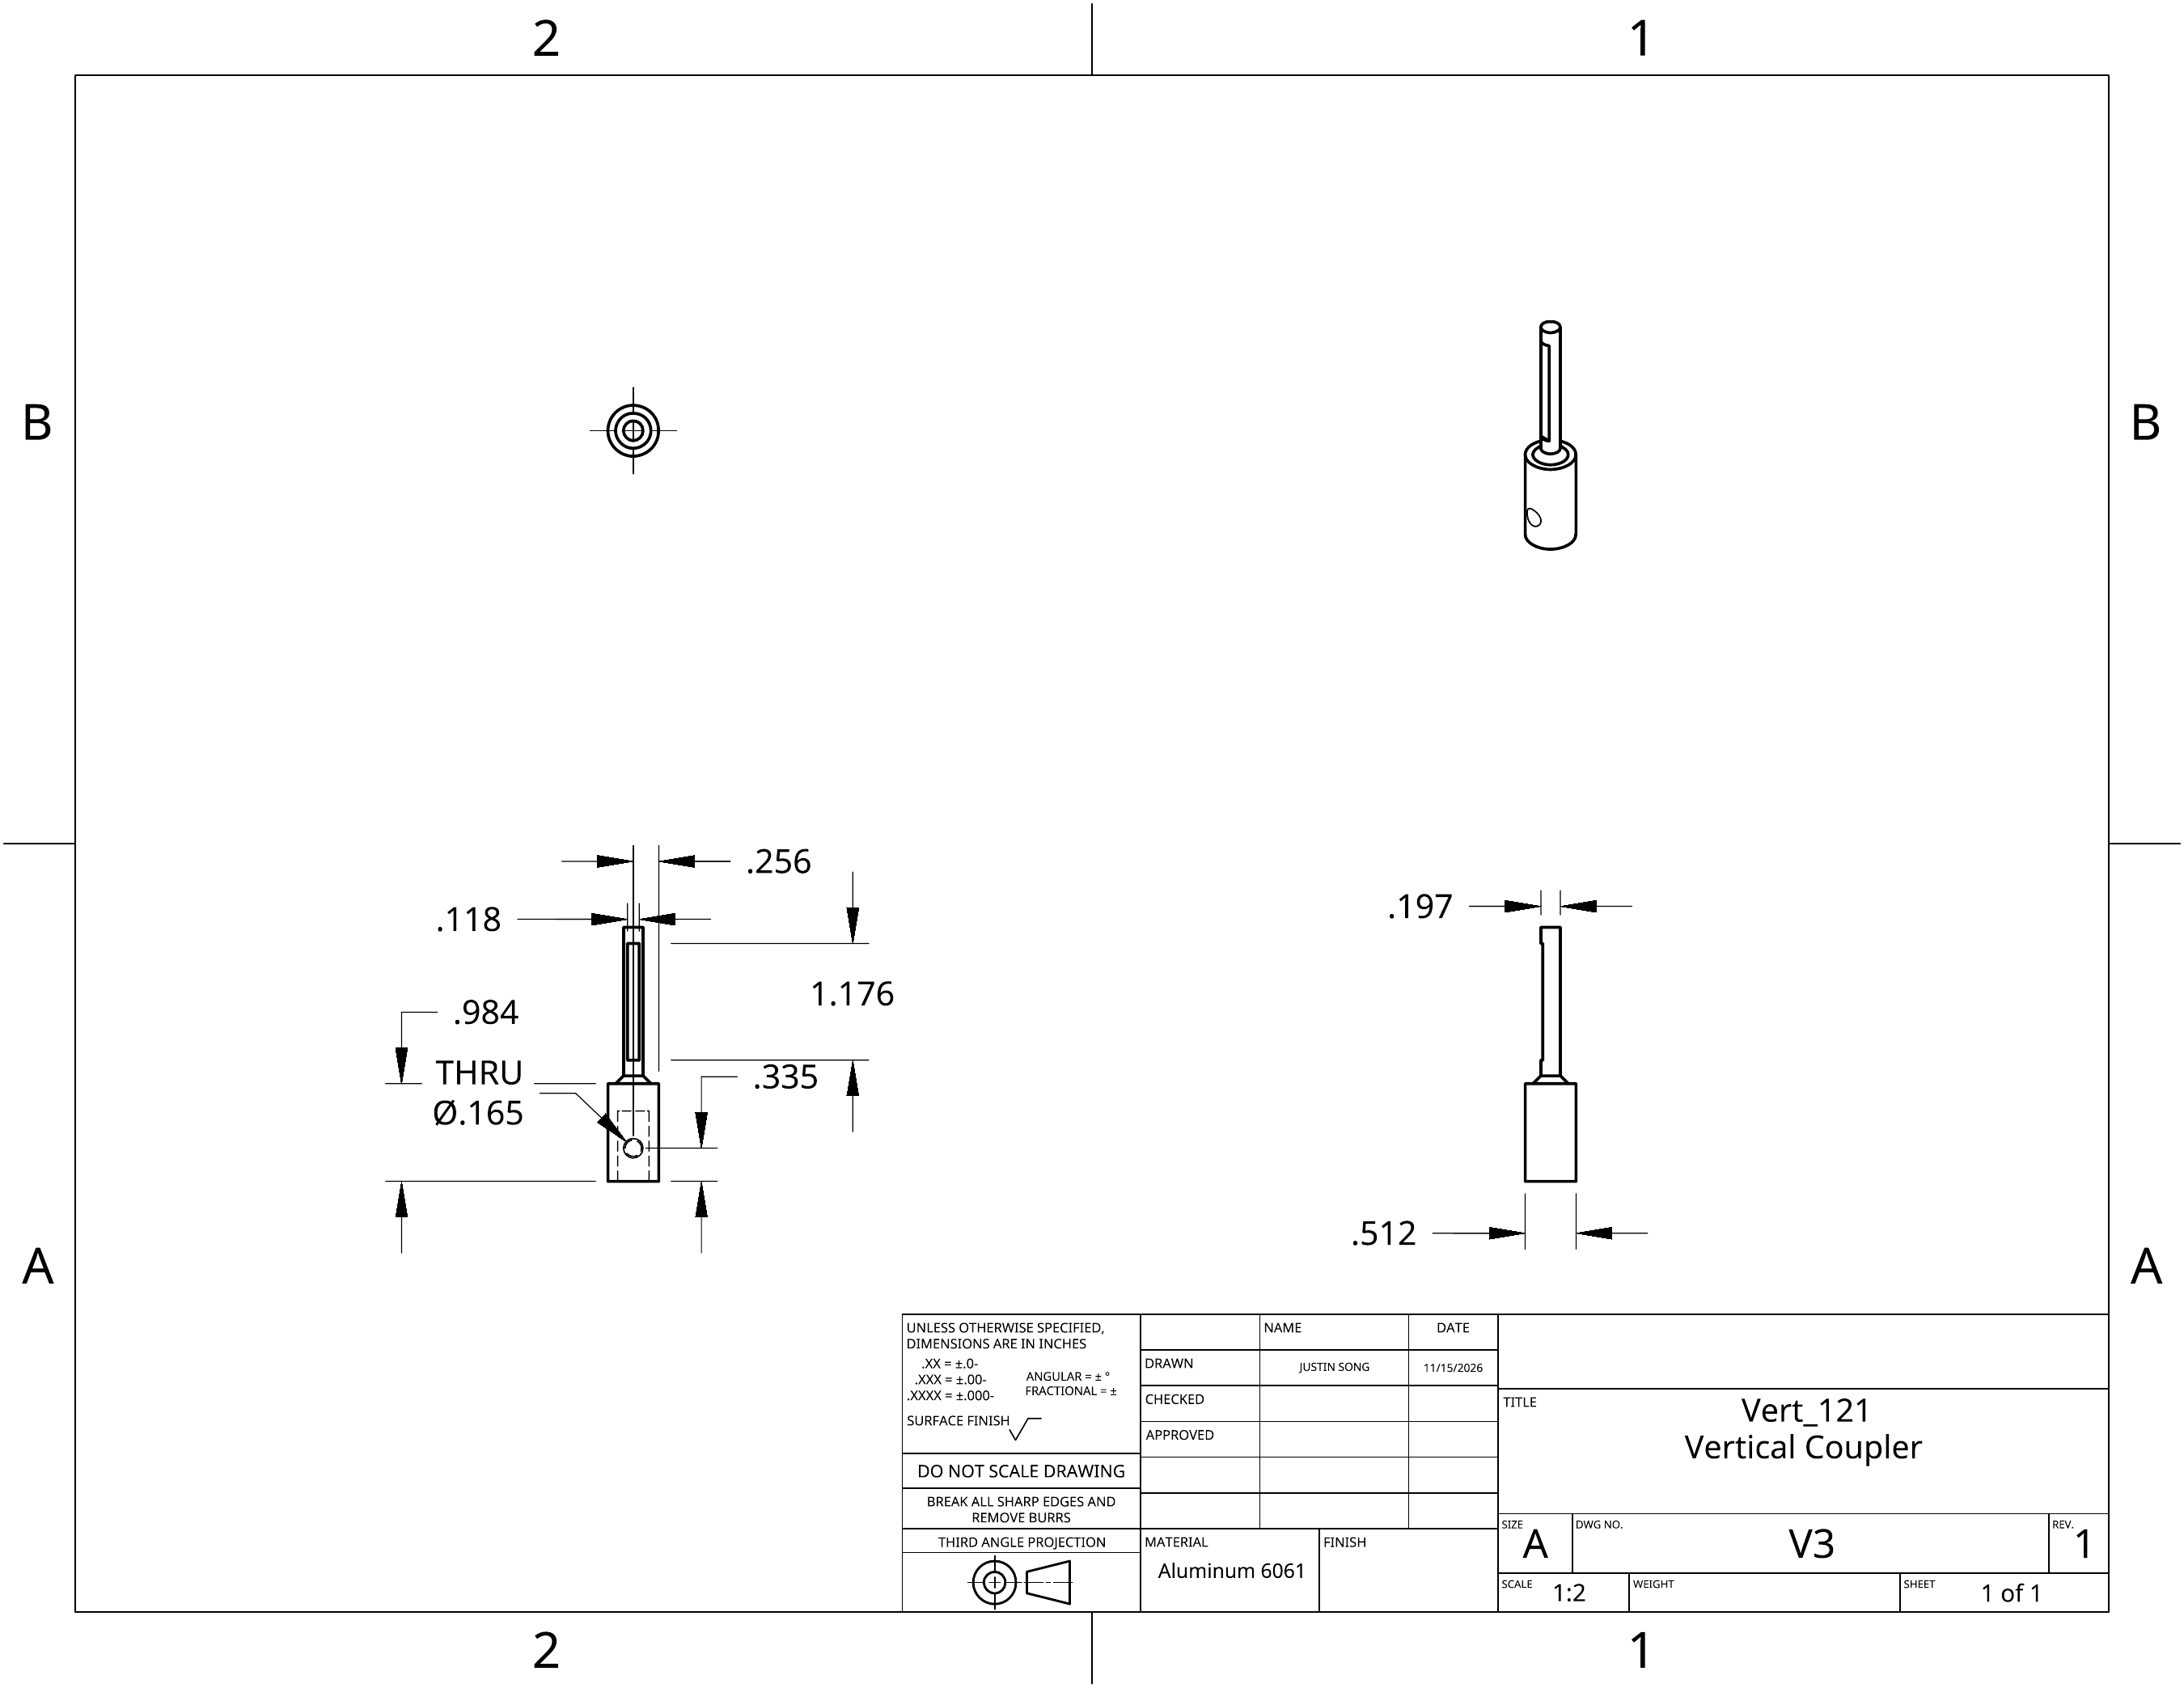 2
1
B
B
.256
.118
.197
.984
1.176
THRU
Ø.165
.335
.512
A
A
UNLESS OTHERWISE SPECIFIED,
DIMENSIONS ARE IN INCHES
.XX = ±.0-
.XXX = ±.00-
.XXXX = ±.000-
ANGULAR = ± °
FRACTIONAL = ±
SURFACE FINISH
DO NOT SCALE DRAWING
BREAK ALL SHARP EDGES AND
REMOVE BURRS
THIRD ANGLE PROJECTION
NAME
DATE
DRAWN
JUSTIN SONG
11/15/2026
CHECKED
APPROVED
MATERIAL
Aluminum 6061
FINISH
TITLE
Vert_121
Vertical Coupler
SIZE
A
DWG NO.
V3
REV.
1
SCALE
1:2
WEIGHT
SHEET
1 of 1
2
1